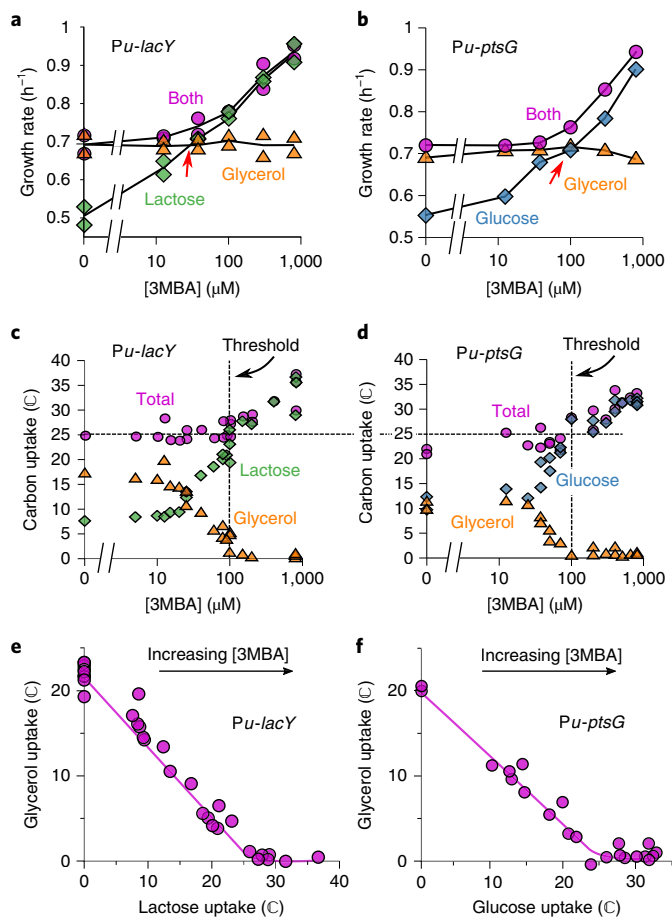 a
Pu-lacY
Growth rate (h⁻¹)
1.0
0.9
0.8
0.7
0.6
0.5
Both
Glycerol
Lactose
0 10 100 1,000
[3MBA] (μM)
b
Pu-ptsG
Growth rate (h⁻¹)
1
0.9
0.8
0.7
0.6
0.5
Both
Glycerol
Glucose
0 10 100 1,000
[3MBA] (μM)
c
Pu-lacY
Threshold
Carbon uptake (ℂ)
40
35
30
25
20
15
10
5
0
Total
Lactose
Glycerol
0 10 100 1,000
[3MBA] (μM)
d
Pu-ptsG
Threshold
Carbon uptake (ℂ)
40
35
30
25
20
15
10
5
0
Total
Glucose
Glycerol
0 10 100 1,000
[3MBA] (μM)
e
Increasing [3MBA]
Pu-lacY
Glycerol uptake (ℂ)
20
10
0
0 10 20 30 40
Lactose uptake (ℂ)
f
Increasing [3MBA]
Pu-ptsG
Glycerol uptake (ℂ)
20
10
0
0 10 20 30
Glucose uptake (ℂ)